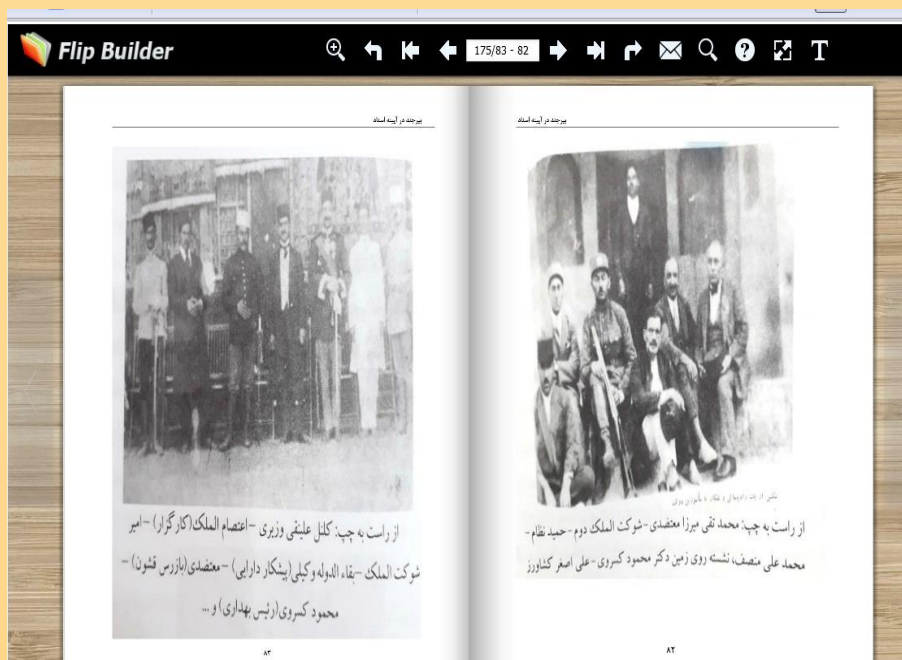 Flip Builder
175/83 - 82
بیرجند در آیینه اسناد
از راست به چپ: محمد تقی میرزا معتضدی - شوکت الملک دوم - حمید نظام -
محمد علی منصف، نشسته روی زمین دکتر محمود کسروی - علی اصغر کشاورز
۸۲
بیرجند در آیینه اسناد
از راست به چپ: کلنل علینقی وزیری - اعتصام الملک (کارگزار) - امیر
شوکت الملک - بقاء الدوله وکیلی (پیشکار دارایی) - معتضدی (بازرس قشون) -
محمود کسروی (رئیس بهداری) و ...
۸۳